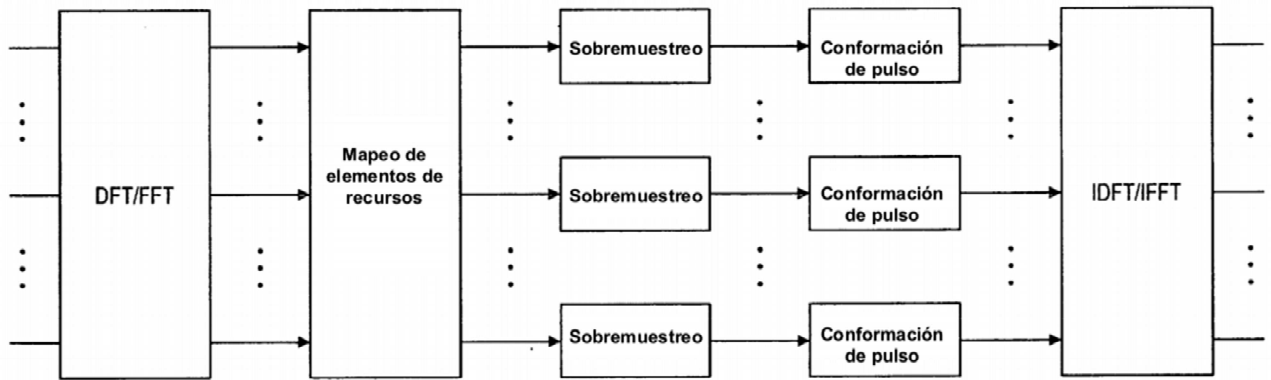 DFT/FFT
Mapeo de
elementos de
recursos
Sobremuestreo
Conformación
de pulso
Sobremuestreo
Conformación
de pulso
Sobremuestreo
Conformación
de pulso
IDFT/IFFT